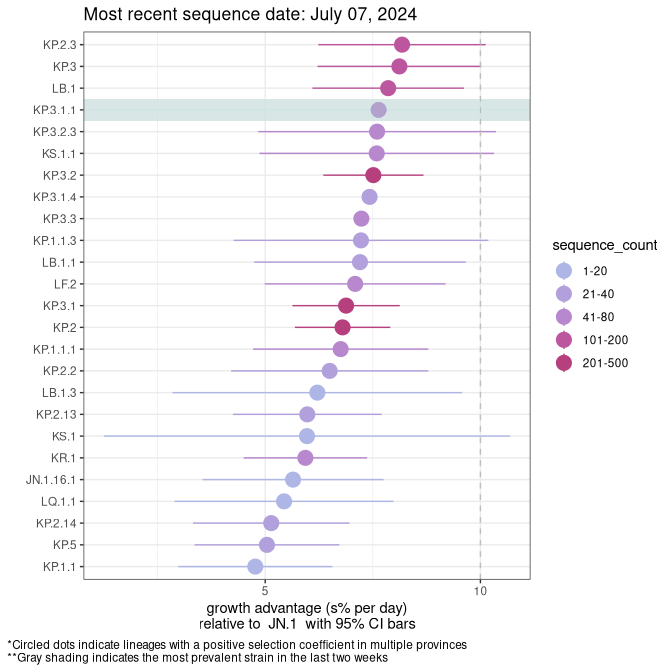 Most recent sequence date: July 07, 2024
KP.2.3
KP.3
LB.1
KP.3.1.1
KP.3.2.3
KS.1.1
KP.3.2
KP.3.1.4
KP.3.3
KP.1.1.3
LB.1.1
LF.2
KP.3.1
KP.2
KP.1.1.1
KP.2.2
LB.1.3
KP.2.13
KS.1
KR.1
JN.1.16.1
LQ.1.1
KP.2.14
KP.5
KP.1.1
5 10
growth advantage (s% per day)
relative to JN.1 with 95% CI bars
sequence_count
1-20
21-40
41-80
101-200
201-500
*Circled dots indicate lineages with a positive selection coefficient in multiple provinces
**Gray shading indicates the most prevalent strain in the last two weeks